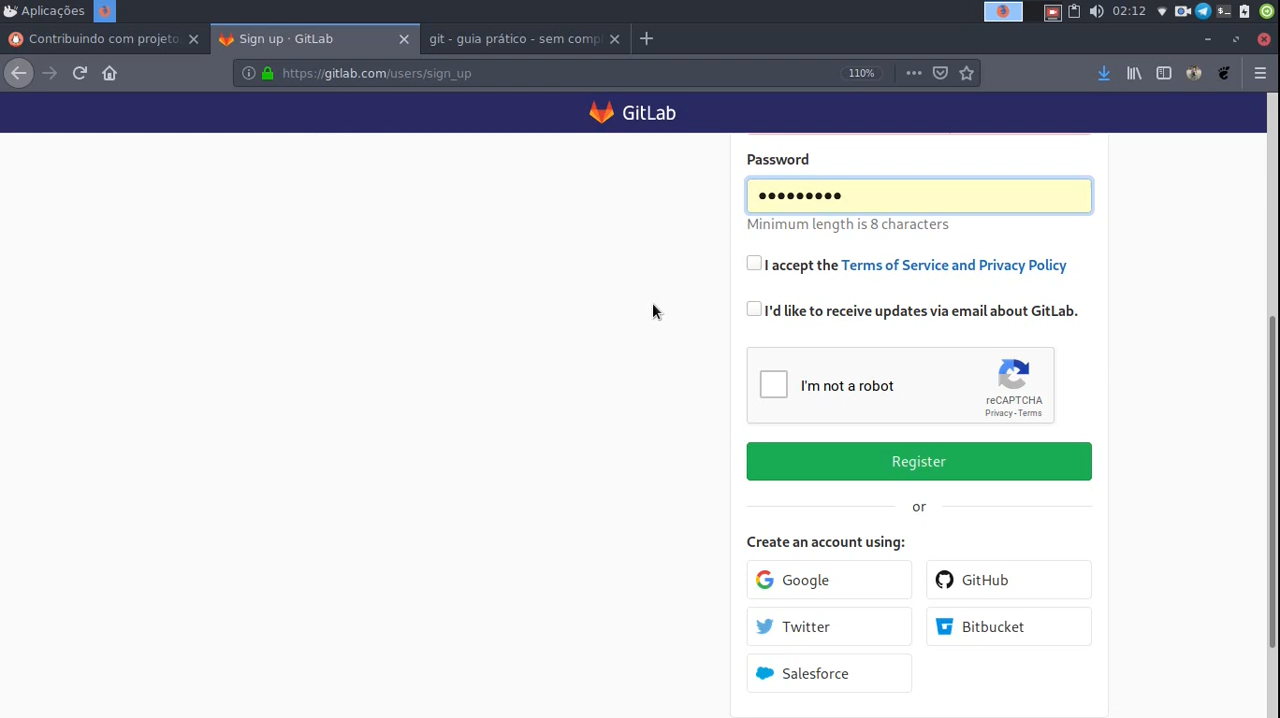 Aplicações
02:12
Contribuindo com projeto
Sign up · GitLab
git - guia prático - sem comp
https://gitlab.com/users/sign_up
110%
GitLab
Password
•••••••••
Minimum length is 8 characters
I accept the Terms of Service and Privacy Policy
I'd like to receive updates via email about GitLab.
I'm not a robot
reCAPTCHA
Privacy - Terms
Register
or
Create an account using:
Google
GitHub
Twitter
Bitbucket
Salesforce